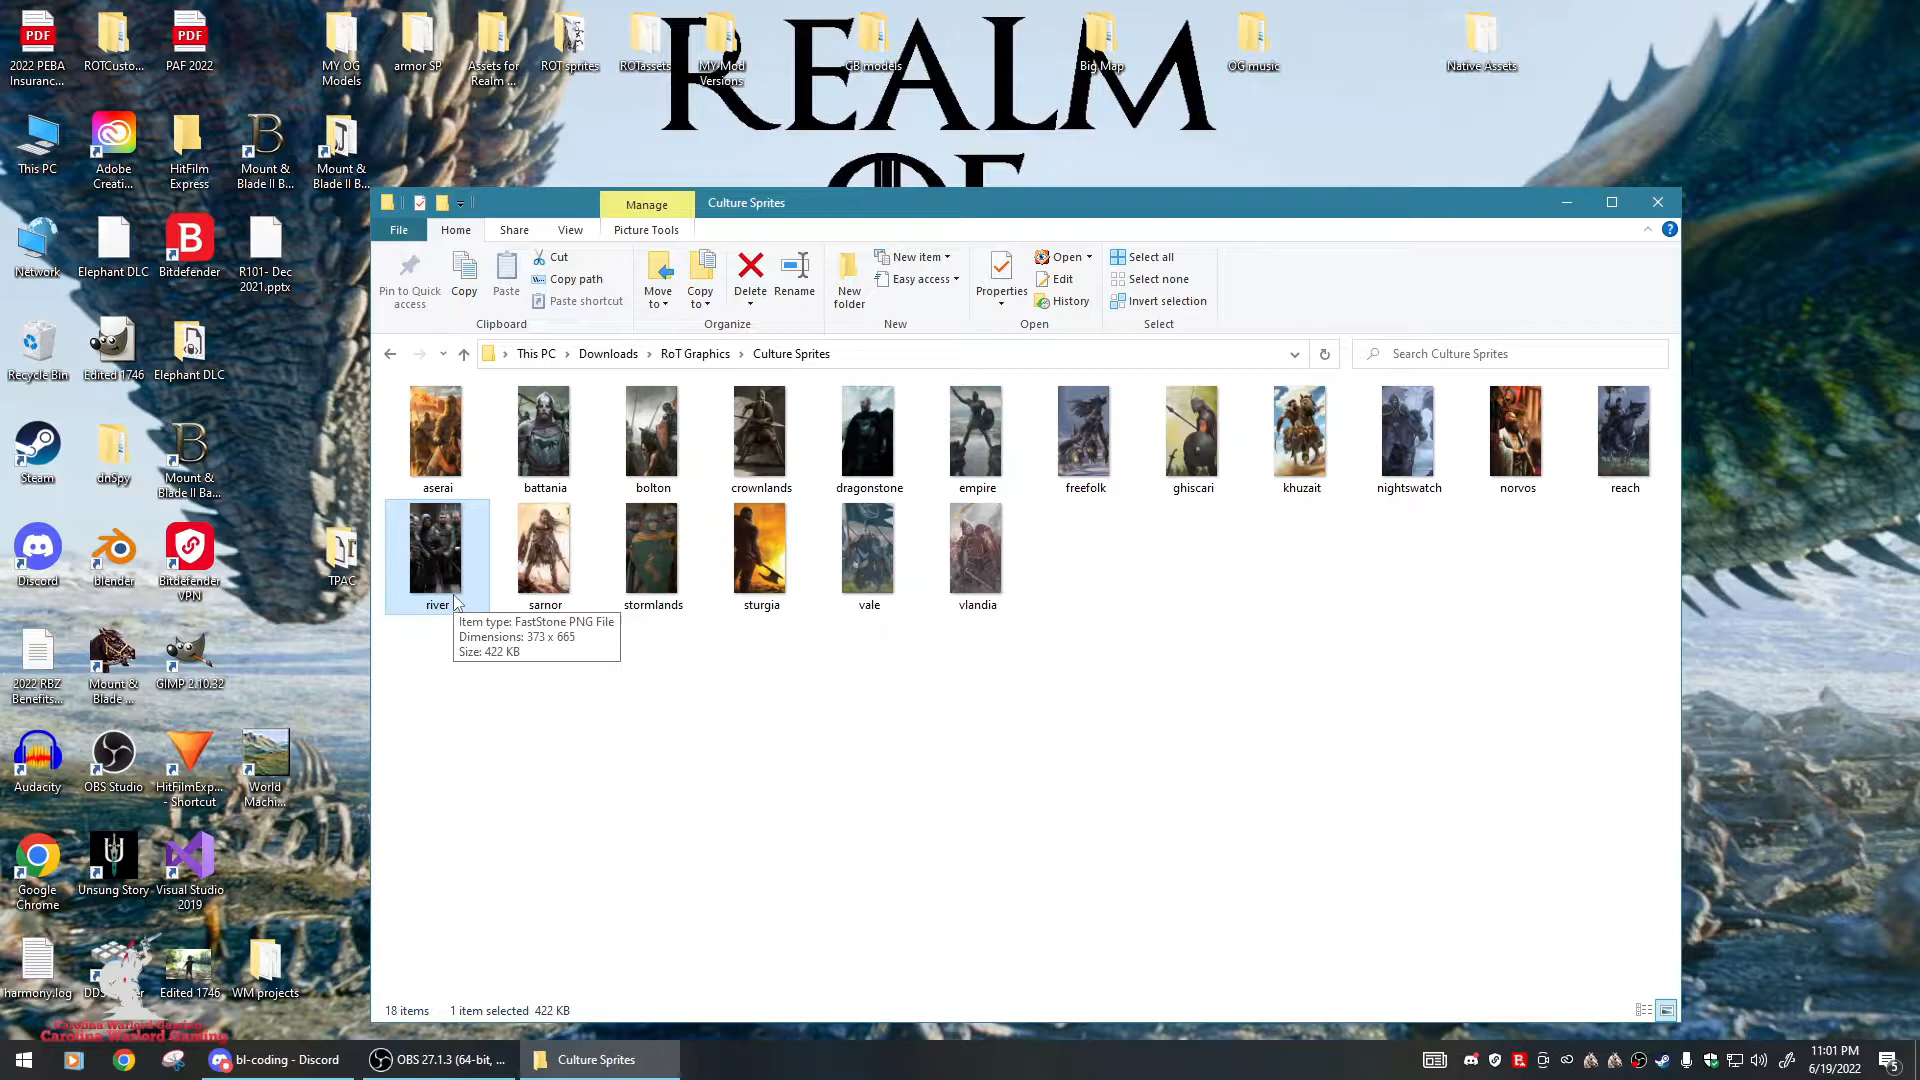 REALM
OF
2022 PEBA
Insuranc...
ROTCusto...
PAF 2022
MY OG
Models
armor SP
Assets for
Realm ...
ROT sprites
ROTassets
MY Mod
Versions
CB models
Big Map
OG music
Native Assets
This PC
Adobe
Creati...
HitFilm
Express
Mount &
Blade II B...
Mount &
Blade II B...
Network
Elephant DLC
Bitdefender
R101- Dec
2021.pptx
Recycle Bin
Edited 1746
Elephant DLC
Steam
dnSpy
Mount &
Blade II Ba...
Discord
blender
Bitdefender
VPN
TPAC
2022 RBZ
Benefits...
Mount &
Blade ...
GIMP 2.10.32
Audacity
OBS Studio
HitFilmExp...
- Shortcut
World
Machi...
Google
Chrome
Unsung Story
Visual Studio
2019
harmony.log
Edited 1746
WM projects
Carolina Warlord Gaming
Carolina Warlord Gaming
Manage
Culture Sprites
File
Home
Share
View
Picture Tools
Pin to Quick
access
Copy
Paste
Cut
Copy path
Paste shortcut
Clipboard
Move
to
Copy
to
Delete
Rename
Organize
New
folder
New item
Easy access
New
Properties
Open
Edit
History
Open
Select all
Select none
Invert selection
Select
This PC
Downloads
RoT Graphics
Culture Sprites
Search Culture Sprites
aserai
battania
bolton
crownlands
dragonstone
empire
freefolk
ghiscari
khuzait
nightswatch
norvos
reach
river
sarnor
stormlands
sturgia
vale
vlandia
Item type: FastStone PNG File
Dimensions: 373 x 665
Size: 422 KB
18 items
1 item selected 422 KB
bl-coding - Discord
OBS 27.1.3 (64-bit, ...
Culture Sprites
11:01 PM
6/19/2022
5